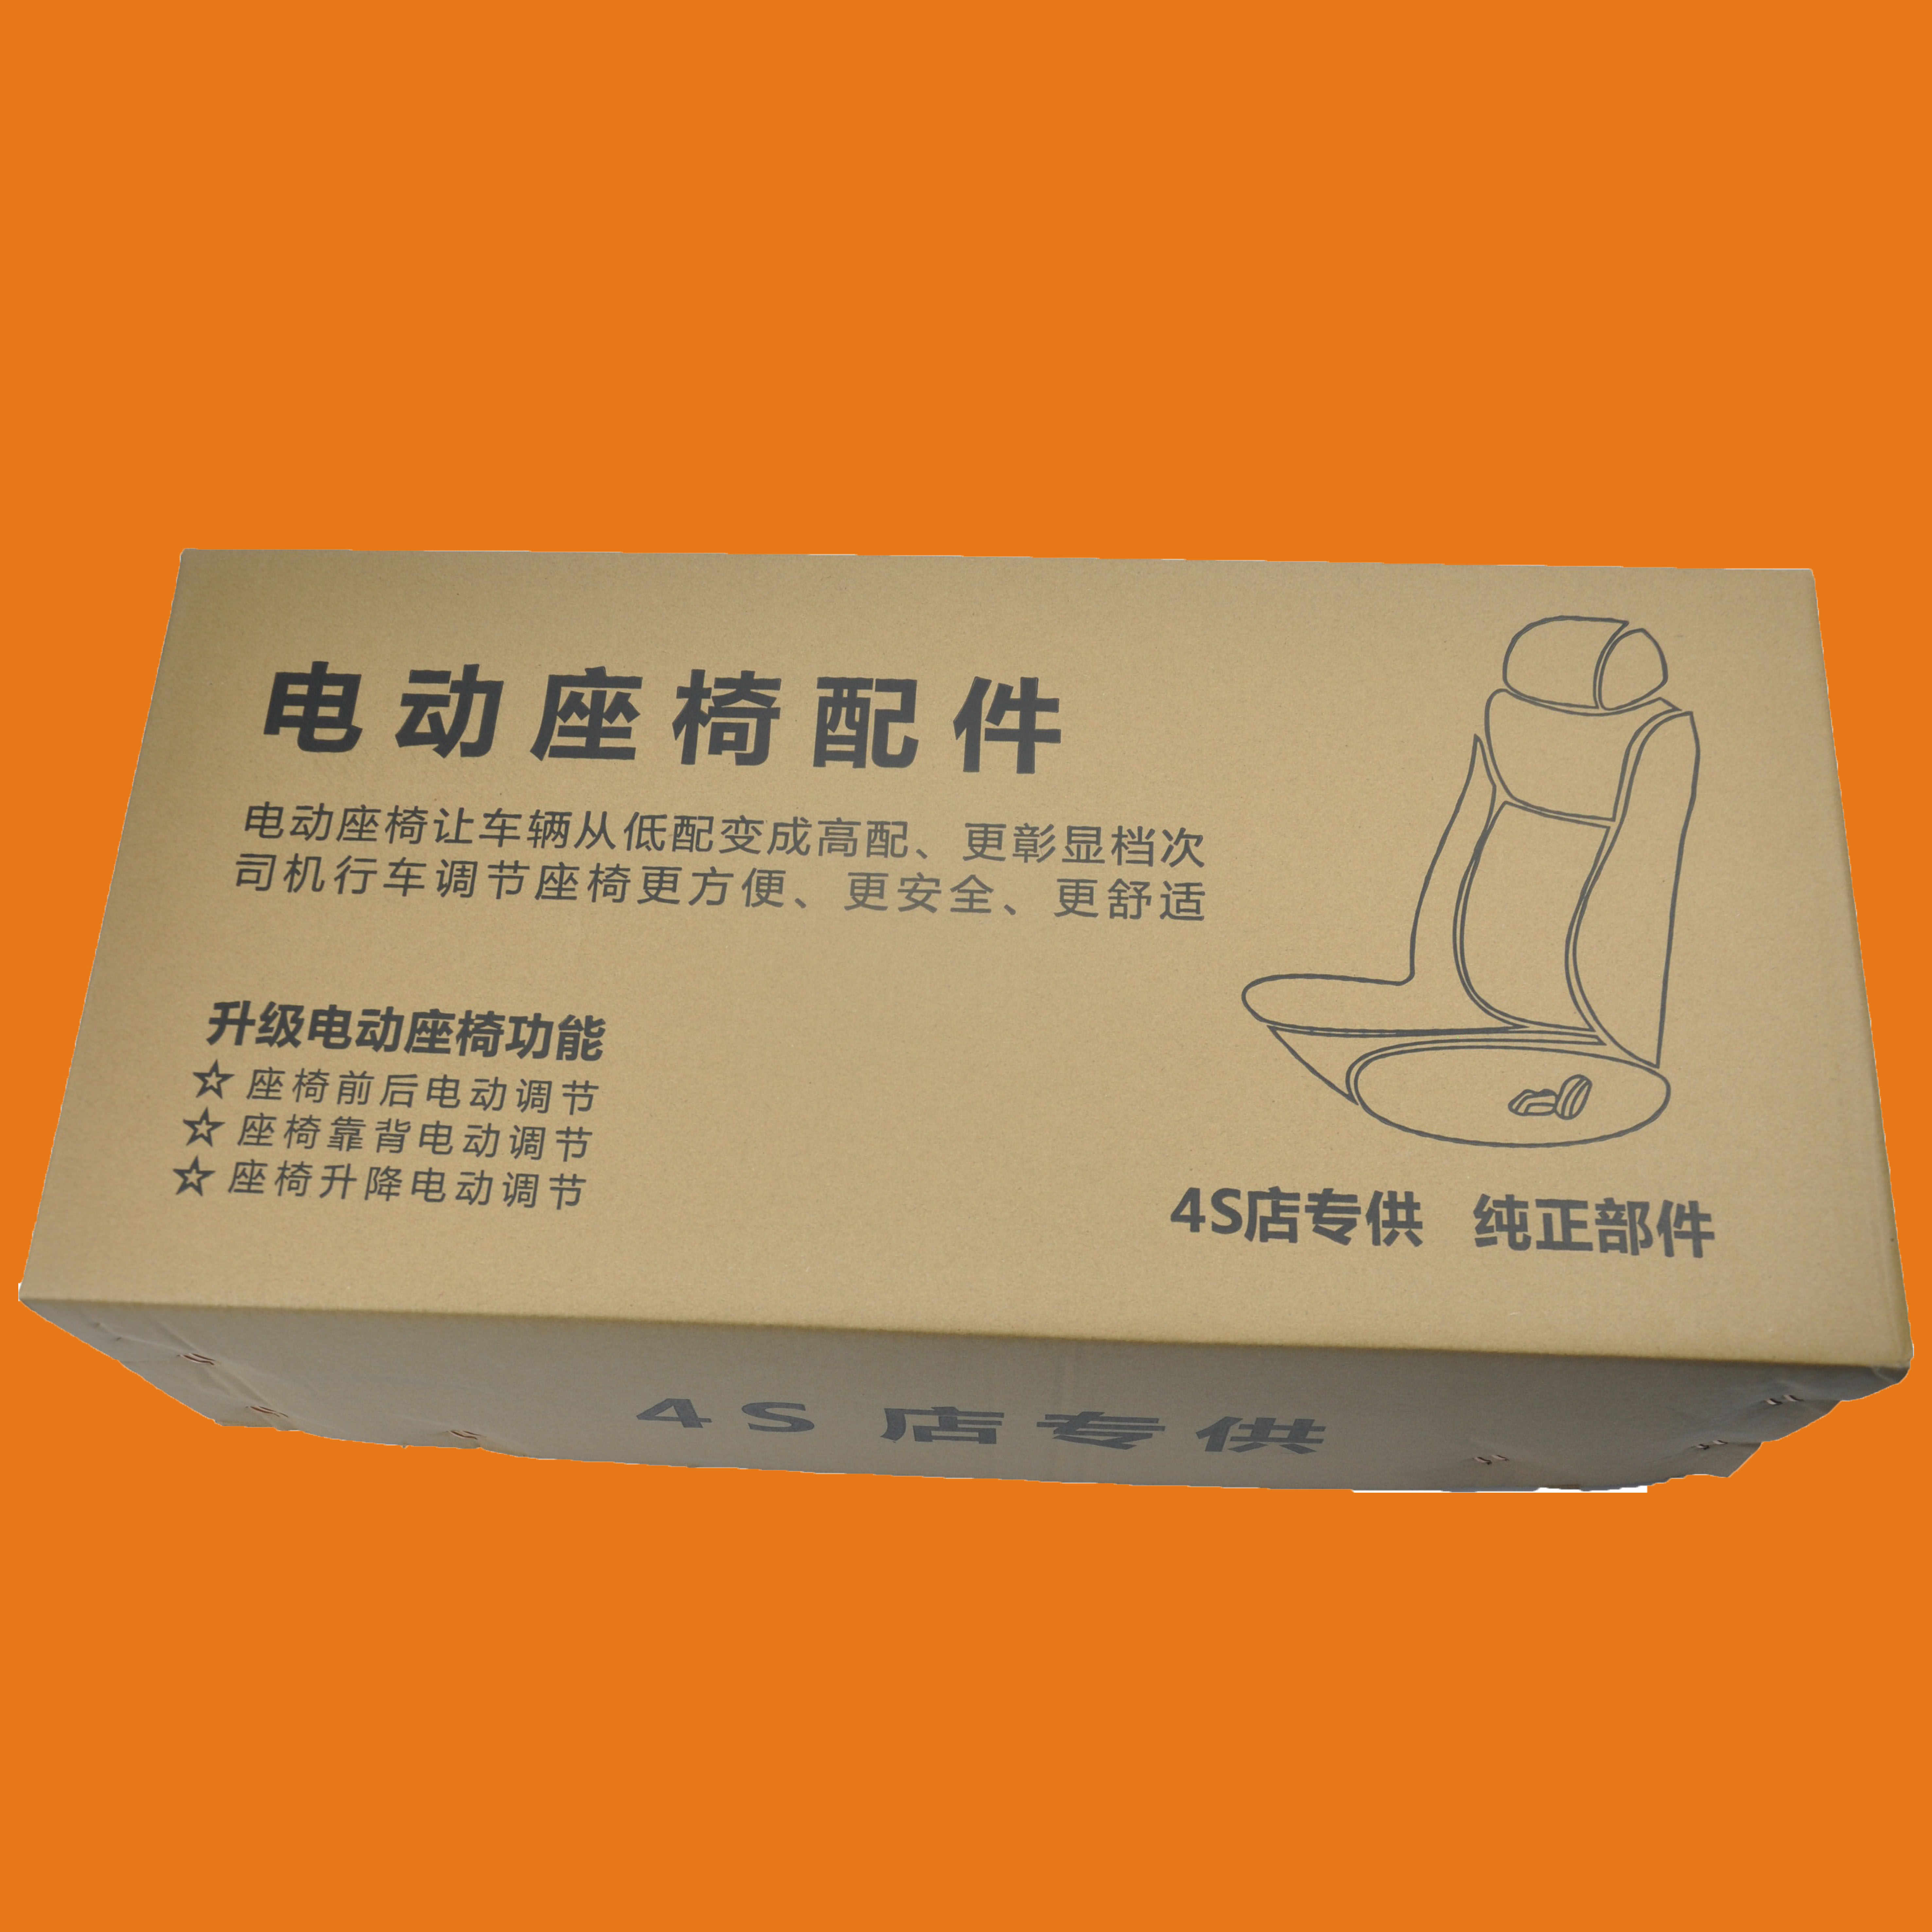 电动座椅配件
电动座椅让车辆从低配变成高配、更彰显档次
司机行车调节座椅更方便、更安全、更舒适
升级电动座椅功能
☆座椅前后电动调节
☆座椅靠背电动调节
☆座椅升降电动调节
4S店专供 纯正部件
4S店专供